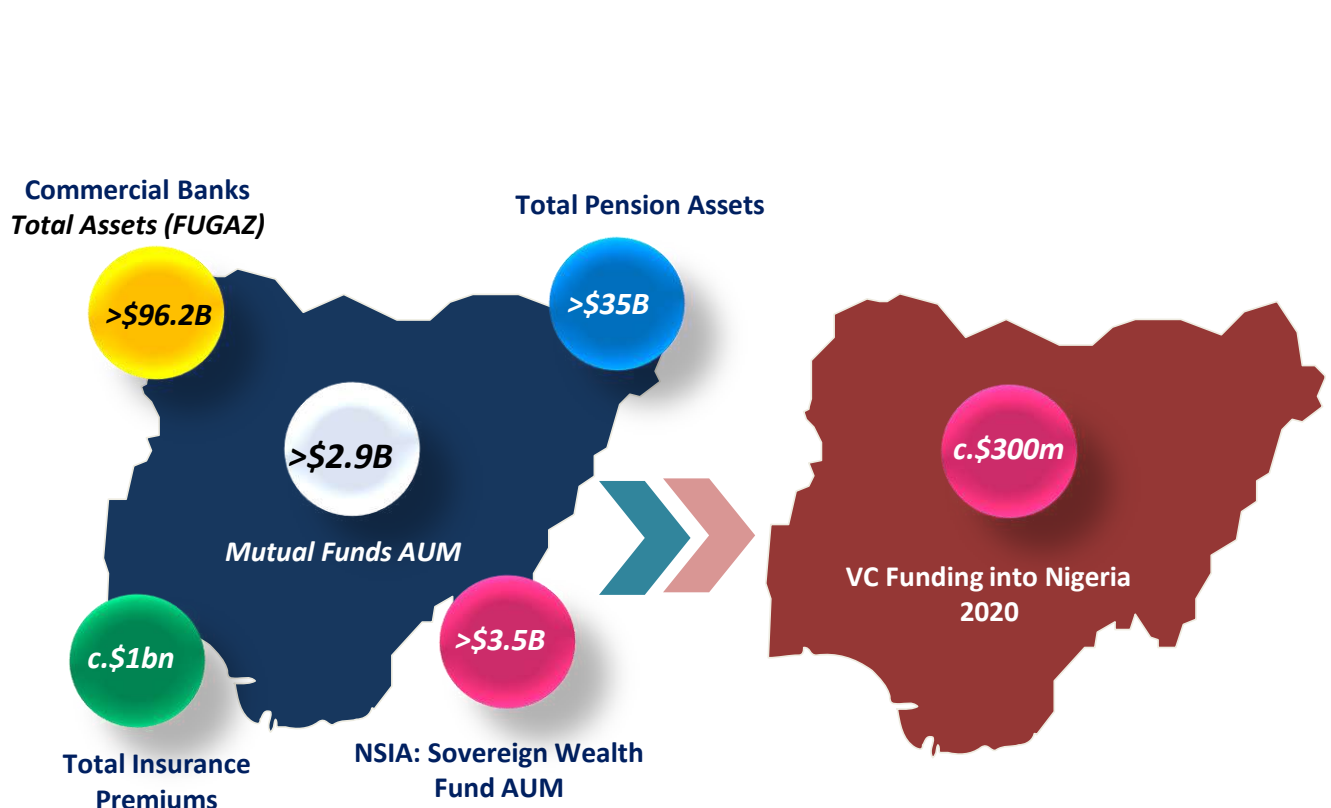 Commercial Banks
Total Assets (FUGAZ)
>$96.2B
Total Pension Assets
>$35B
>$2.9B
Mutual Funds AUM
c.$1bn
Total Insurance
Premiums
>$3.5B
NSIA: Sovereign Wealth
Fund AUM
c.$300m
VC Funding into Nigeria
2020